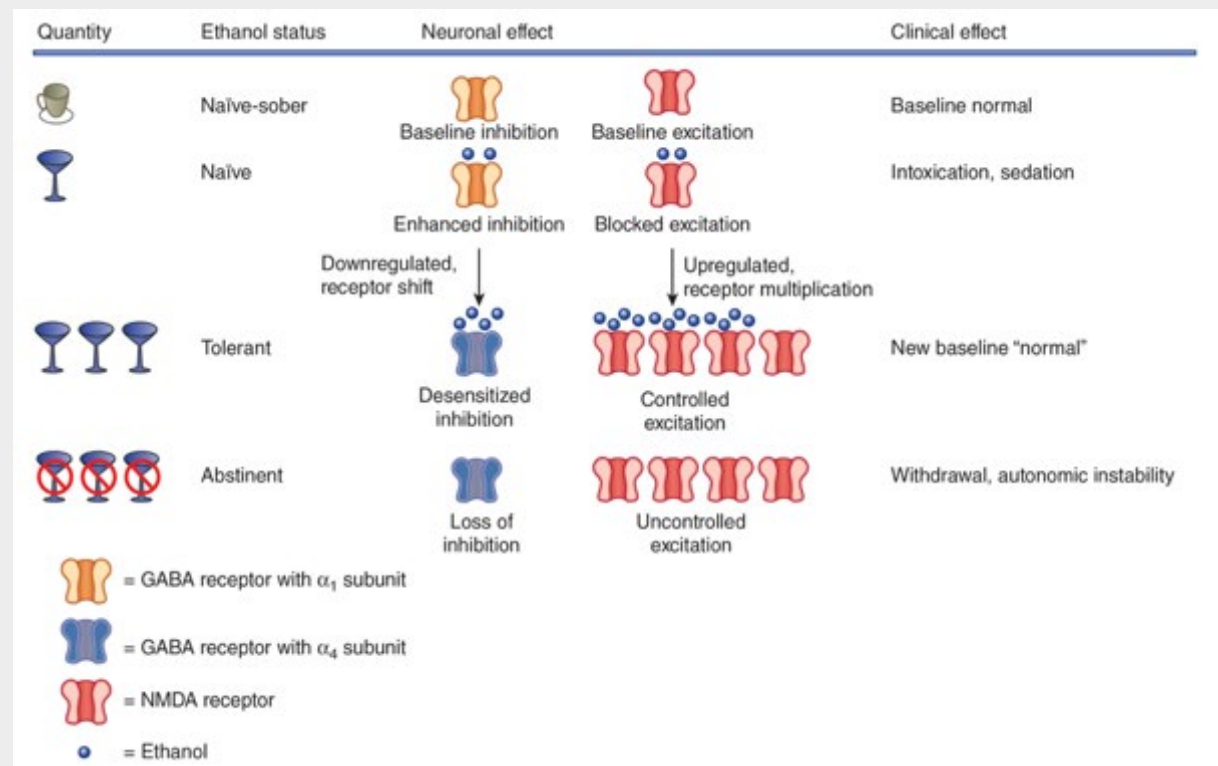 Quantity Ethanol status Neuronal effect Clinical effect
Naïve-sober Baseline normal
Baseline inhibition Baseline excitation
Naïve Intoxication, sedation
Enhanced inhibition Blocked excitation
Downregulated,
receptor shift
Upregulated,
receptor multiplication
Tolerant New baseline “normal”
Desensitized
inhibition
Controlled
excitation
Abstinent Withdrawal, autonomic instability
Loss of
inhibition
Uncontrolled
excitation
= GABA receptor with α₁ subunit
= GABA receptor with α₄ subunit
= NMDA receptor
= Ethanol